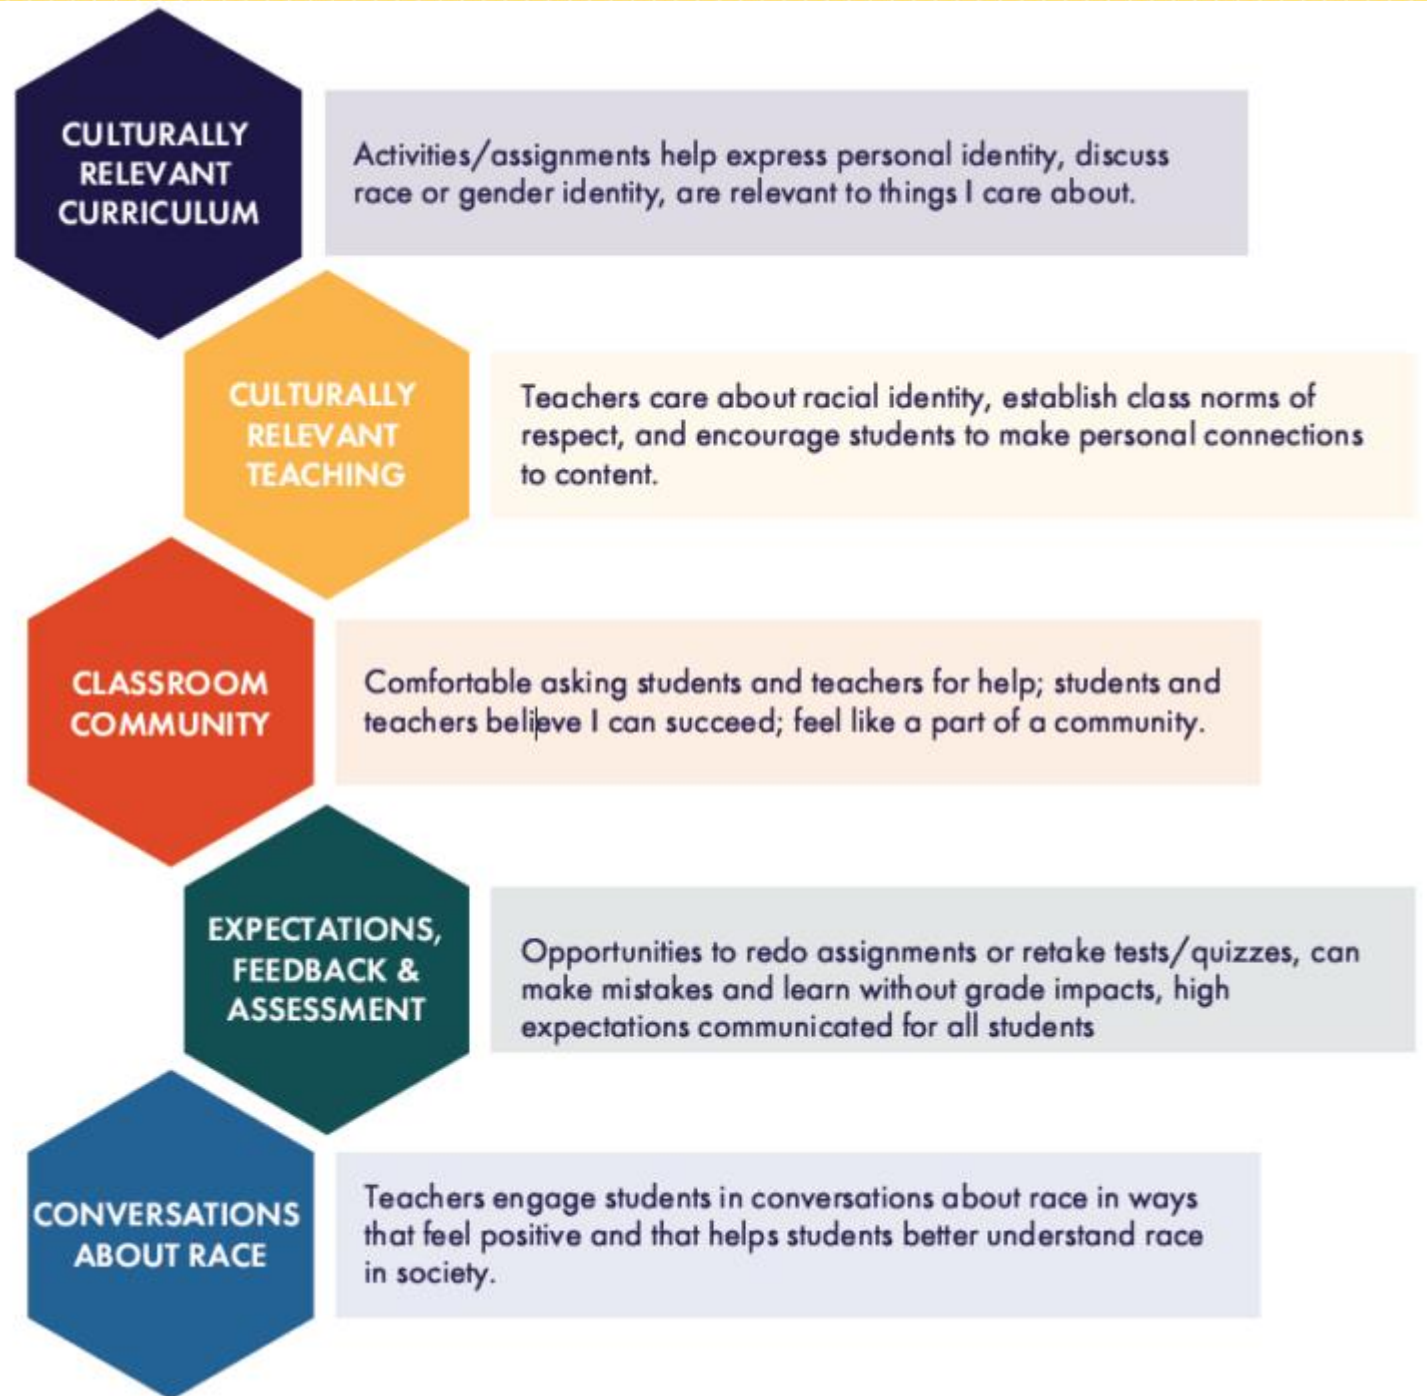 CULTURALLY
RELEVANT
CURRICULUM
Activities/assignments help express personal identity, discuss
race or gender identity, are relevant to things I care about.
CULTURALLY
RELEVANT
TEACHING
Teachers care about racial identity, establish class norms of
respect, and encourage students to make personal connections
to content.
CLASSROOM
COMMUNITY
Comfortable asking students and teachers for help; students and
teachers believe I can succeed; feel like a part of a community.
EXPECTATIONS,
FEEDBACK &
ASSESSMENT
Opportunities to redo assignments or retake tests/quizzes, can
make mistakes and learn without grade impacts, high
expectations communicated for all students
CONVERSATIONS
ABOUT RACE
Teachers engage students in conversations about race in ways
that feel positive and that helps students better understand race
in society.